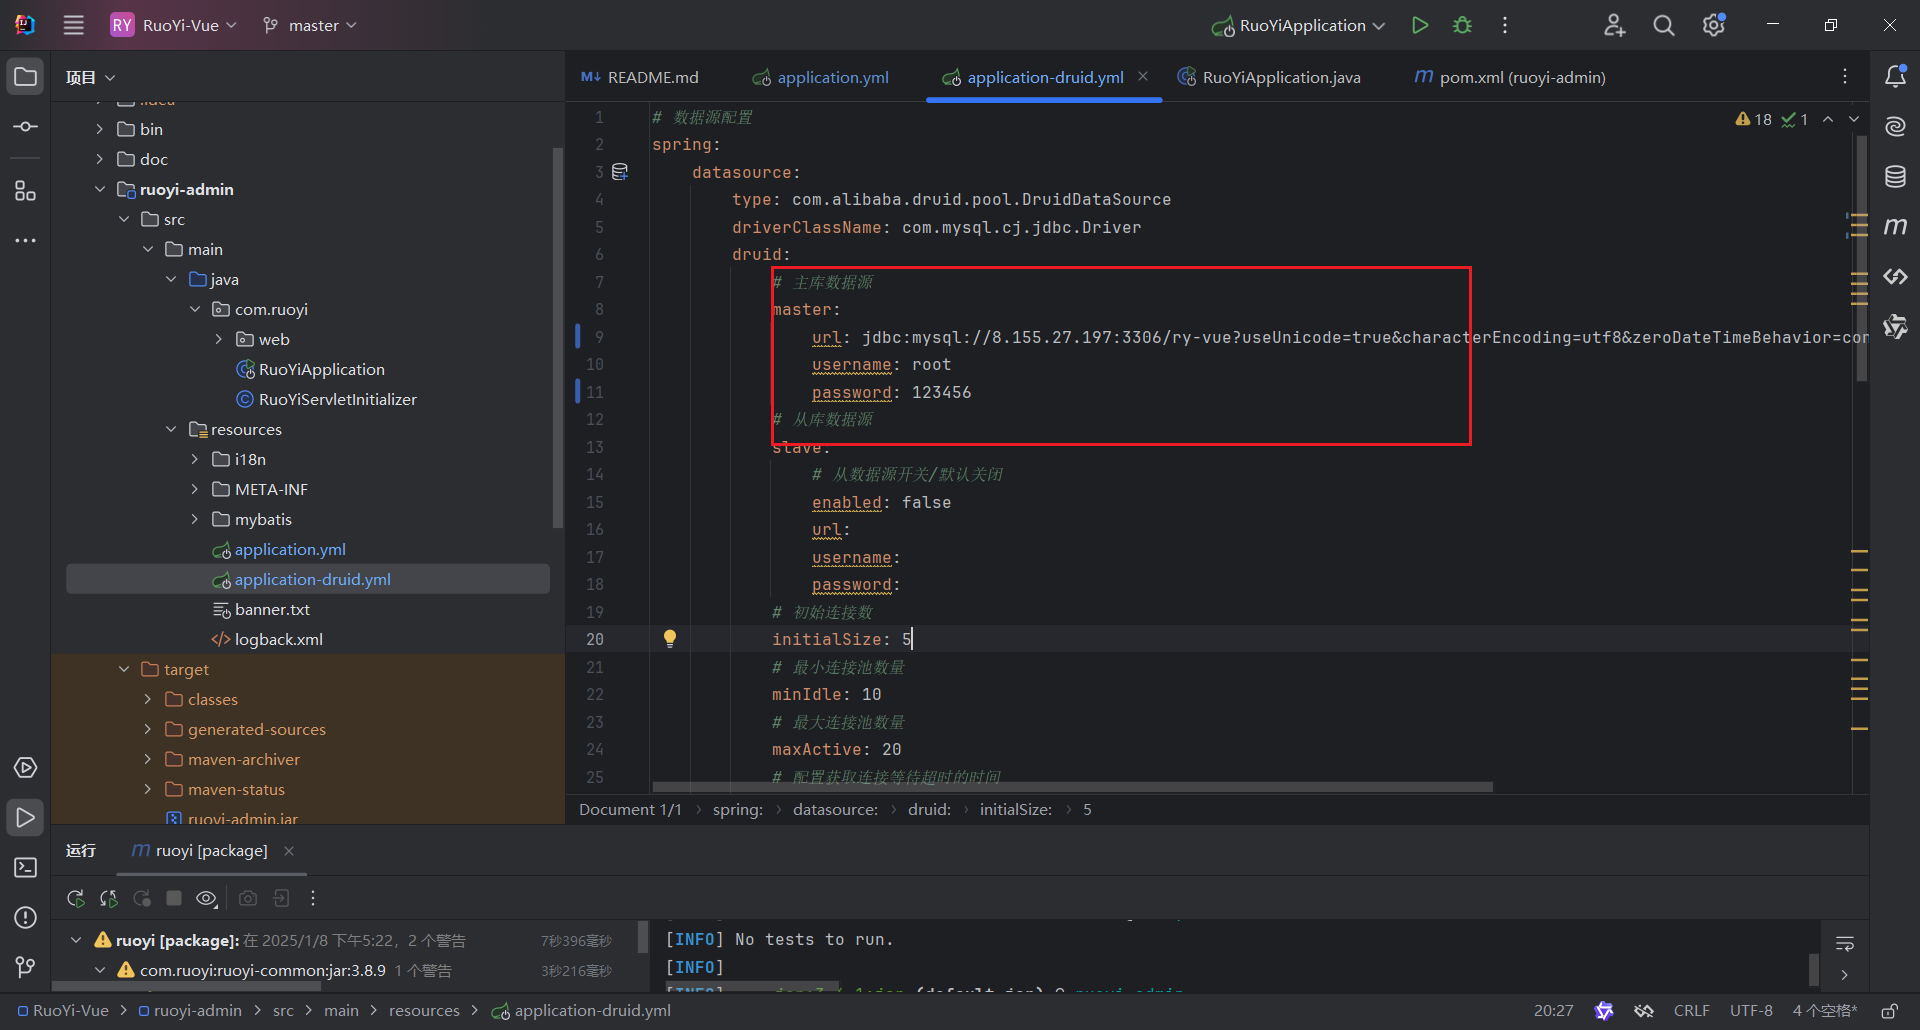 RY RuoYi-Vue master RuoYiApplication
项目
README.md application.yml application-druid.yml RuoYiApplication.java pom.xml (ruoyi-admin)
.idea
bin
doc
ruoyi-admin
src
main
java
com.ruoyi
web
RuoYiApplication
RuoYiServletInitializer
resources
i18n
META-INF
mybatis
application.yml
application-druid.yml
banner.txt
logback.xml
target
classes
generated-sources
maven-archiver
maven-status
ruoyi-admin.jar
18 1
1 # 数据源配置
2 spring:
3 datasource:
4 type: com.alibaba.druid.pool.DruidDataSource
5 driverClassName: com.mysql.cj.jdbc.Driver
6 druid:
7 # 主库数据源
8 master:
9 url: jdbc:mysql://8.155.27.197:3306/ry-vue?useUnicode=true&characterEncoding=utf8&zeroDateTimeBehavior=con
10 username: root
11 password: 123456
12 # 从库数据源
13 slave:
14 # 从数据源开关/默认关闭
15 enabled: false
16 url:
17 username:
18 password:
19 # 初始连接数
20 initialSize: 5
21 # 最小连接池数量
22 minIdle: 10
23 # 最大连接池数量
24 maxActive: 20
25 # 配置获取连接等待超时的时间
Document 1/1 spring: datasource: druid: initialSize: 5
运行 ruoyi [package]
ruoyi [package]: 在 2025/1/8 下午5:22，2 个警告 7秒396毫秒
com.ruoyi:ruoyi-common:jar:3.8.9 1 个警告 3秒216毫秒
[INFO] No tests to run.
[INFO]
RuoYi-Vue ruoyi-admin src main resources application-druid.yml 20:27 CRLF UTF-8 4 个空格*